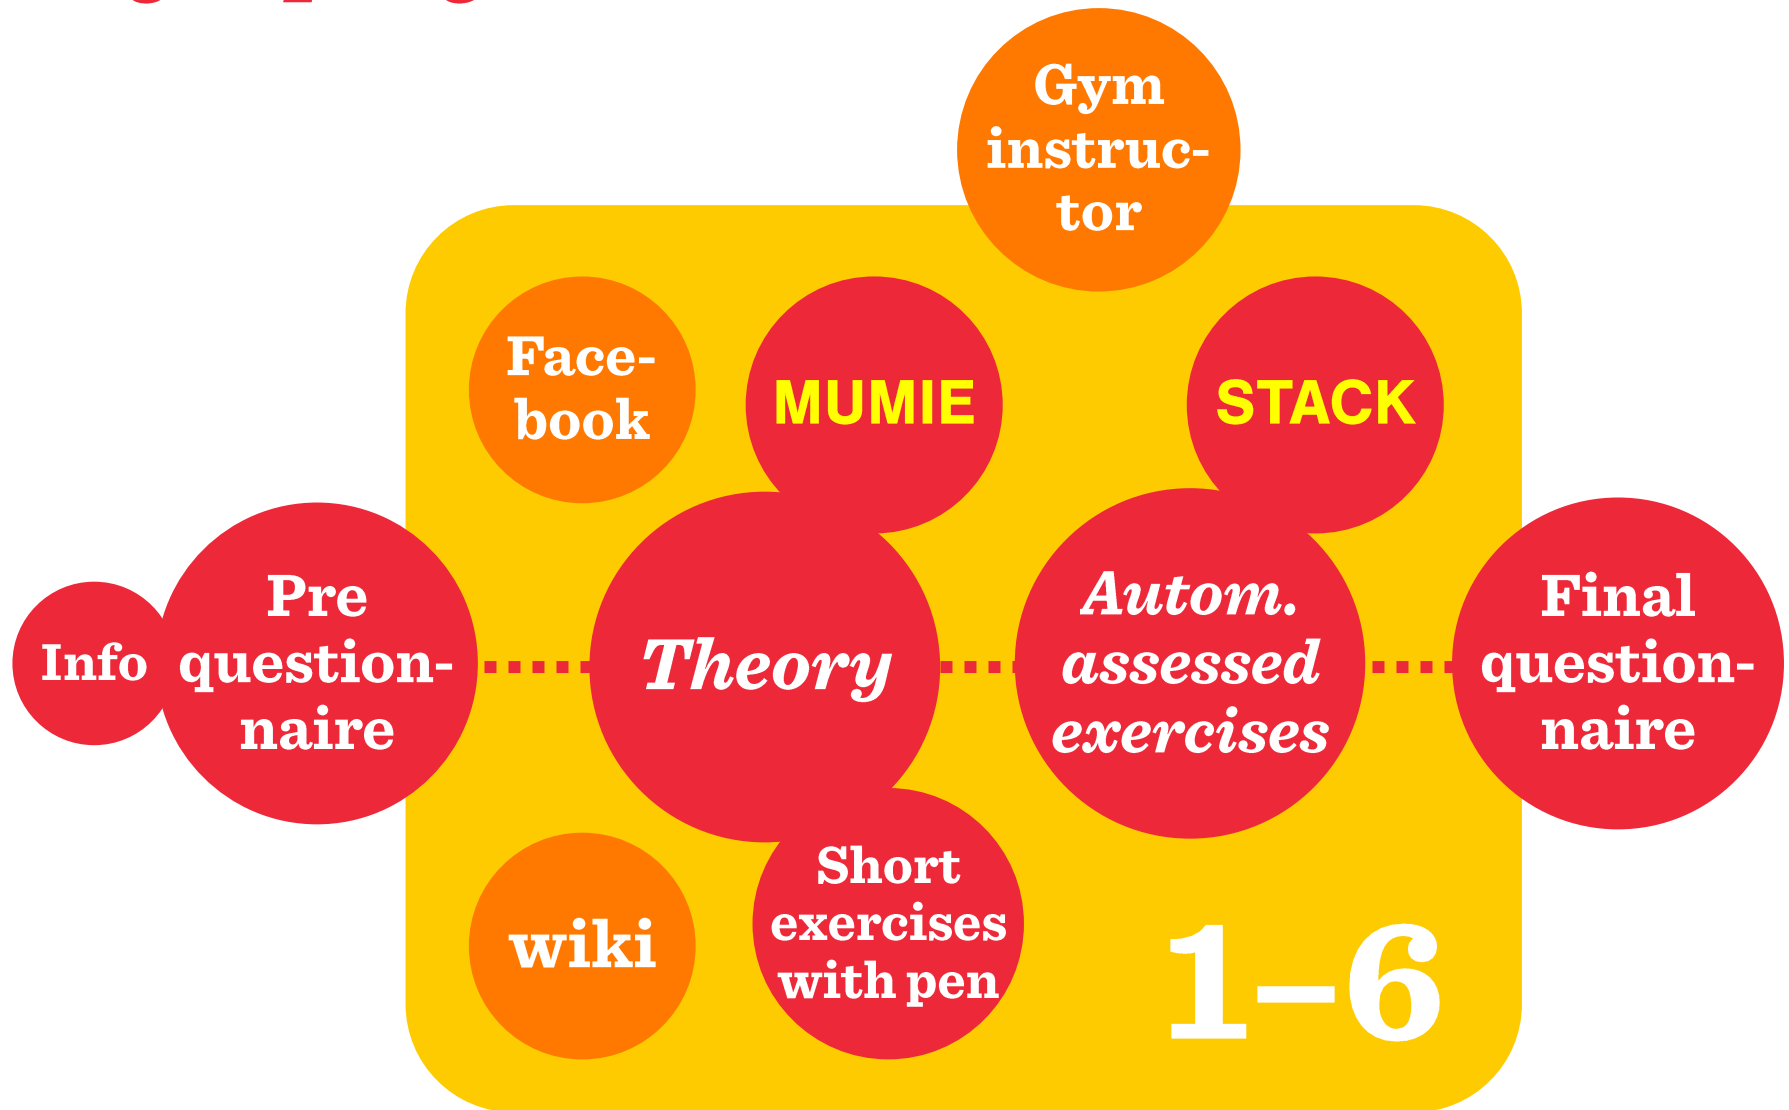 Gym
instruc-
tor
Face-
book
MUMIE
STACK
Info
Pre
question-
naire
Theory
Autom.
assessed
exercises
Final
question-
naire
wiki
Short
exercises
with pen
1–6